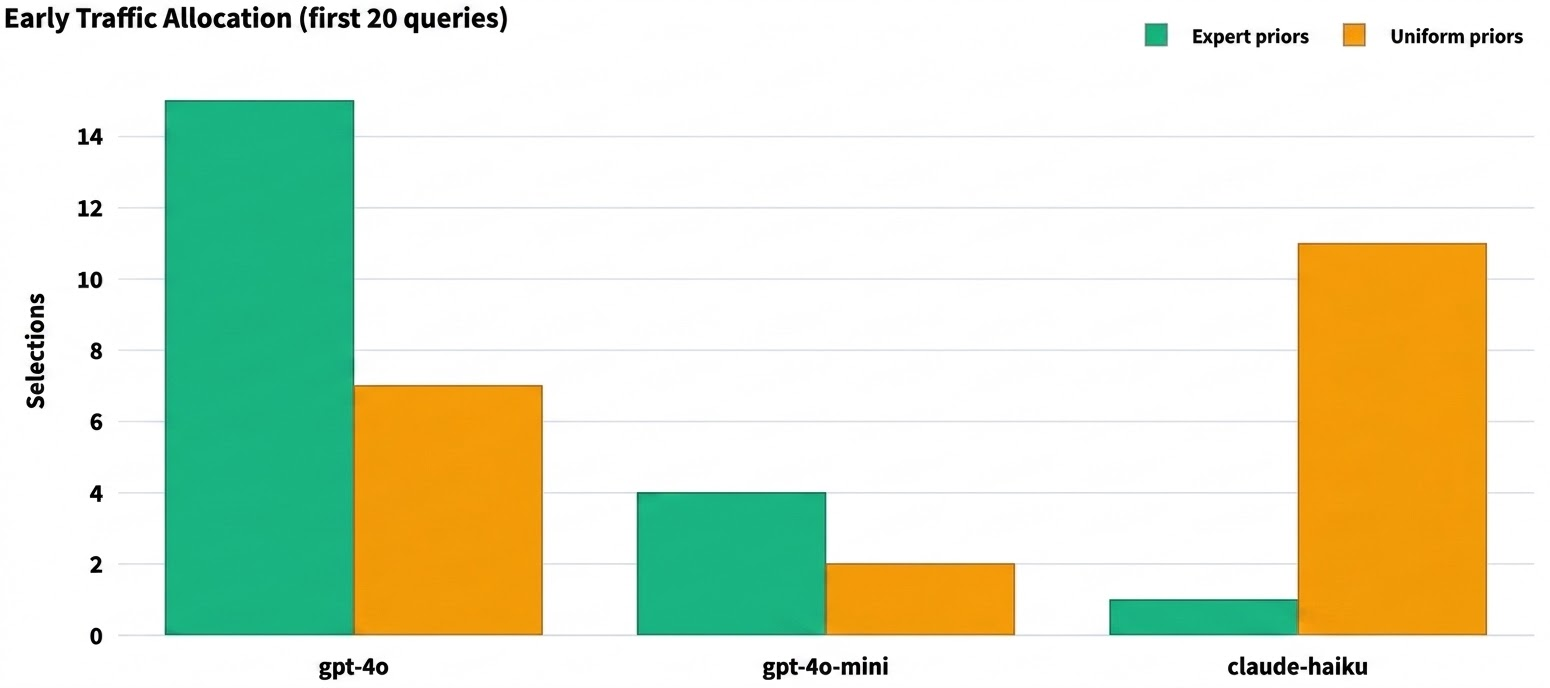 Early Traffic Allocation (first 20 queries)
Expert priors
Uniform priors
Selections
14
12
10
8
6
4
2
0
gpt-4o
gpt-4o-mini
claude-haiku